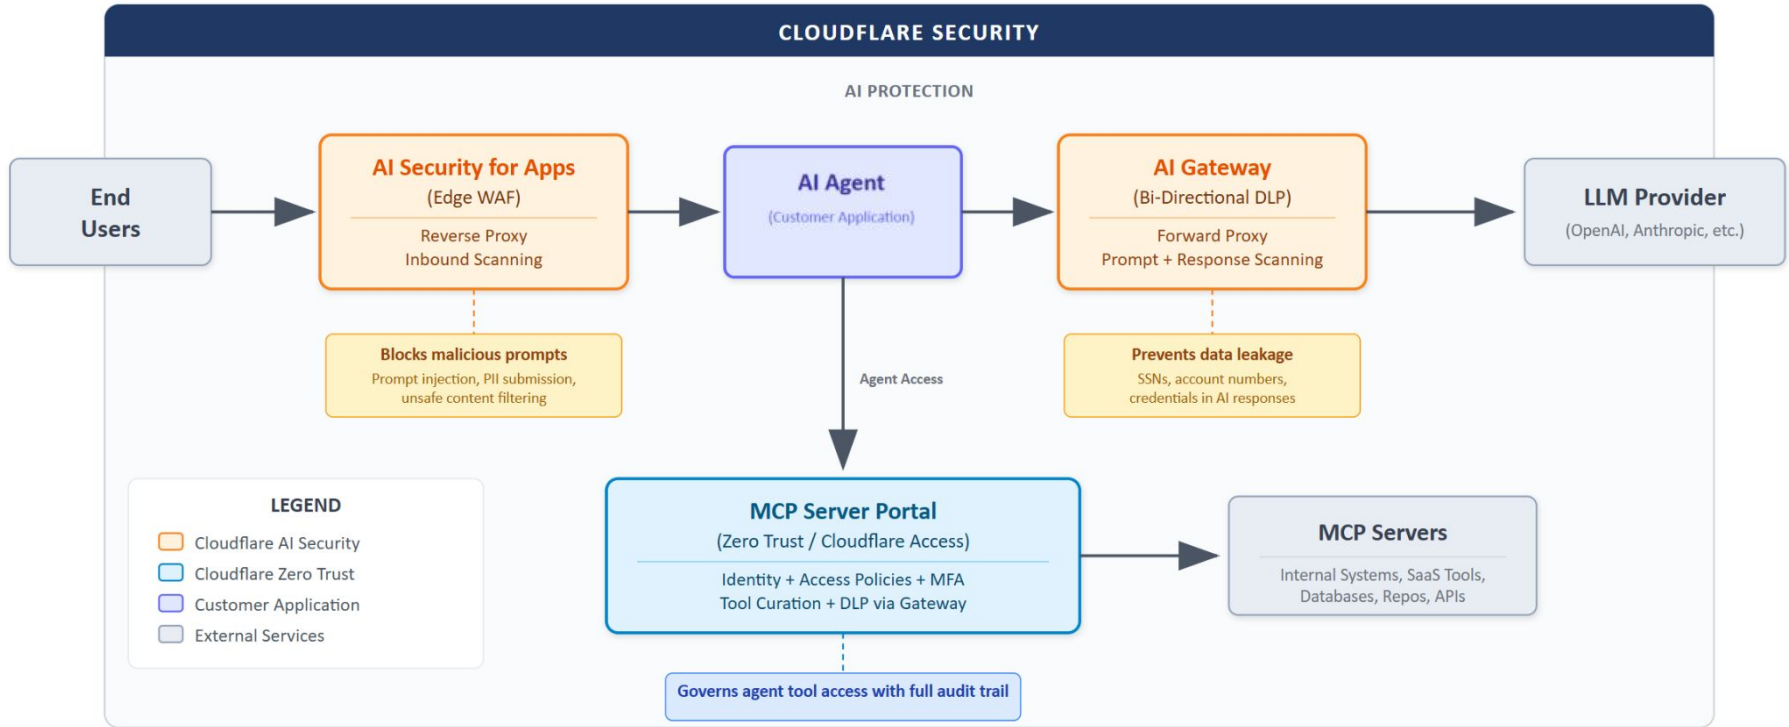 CLOUDFLARE SECURITY
AI PROTECTION
End
Users
AI Security for Apps
(Edge WAF)
Reverse Proxy
Inbound Scanning
AI Agent
(Customer Application)
AI Gateway
(Bi-Directional DLP)
Forward Proxy
Prompt + Response Scanning
LLM Provider
(OpenAI, Anthropic, etc.)
Blocks malicious prompts
Prompt injection, PII submission,
unsafe content filtering
Agent Access
Prevents data leakage
SSNs, account numbers,
credentials in AI responses
LEGEND
Cloudflare AI Security
Cloudflare Zero Trust
Customer Application
External Services
MCP Server Portal
(Zero Trust / Cloudflare Access)
Identity + Access Policies + MFA
Tool Curation + DLP via Gateway
MCP Servers
Internal Systems, SaaS Tools,
Databases, Repos, APIs
Governs agent tool access with full audit trail